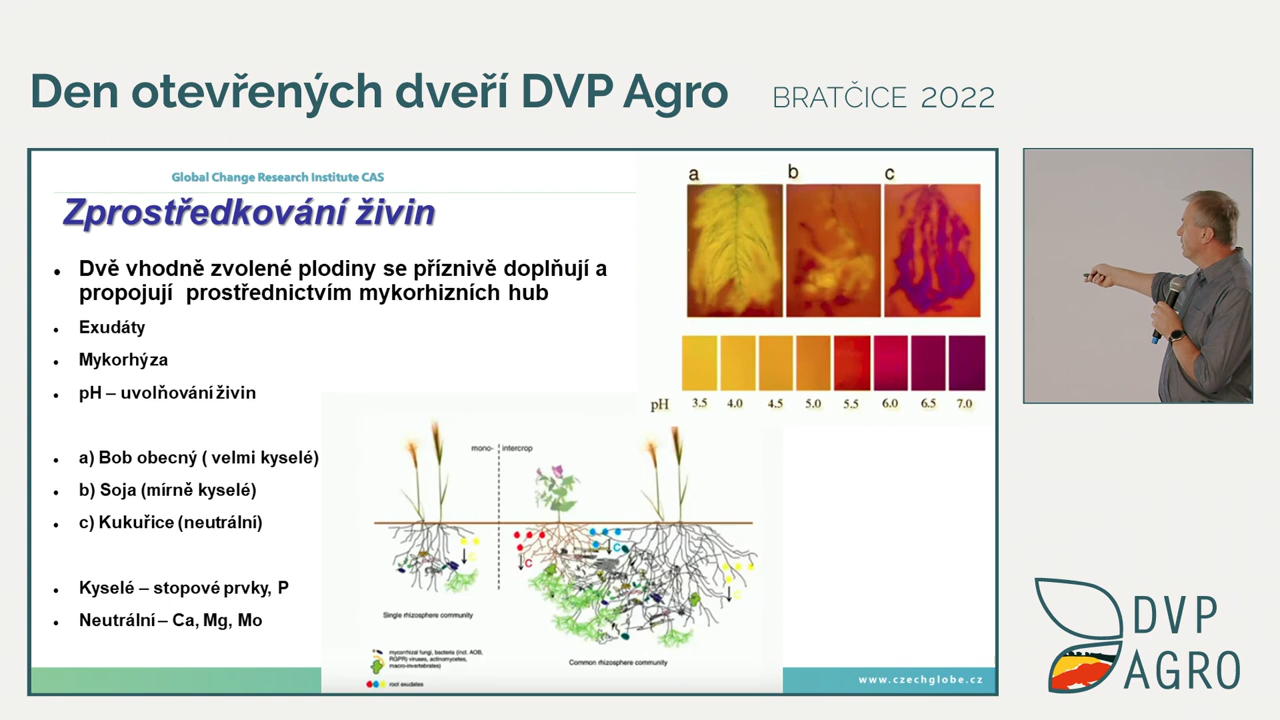 Den otevřených dveří DVP Agro BRATČICE 2022
Global Change Research Institute CAS
Zprostředkování živin
• Dvě vhodně zvolené plodiny se příznivě doplňují a
propojují prostřednictvím mykorhizních hub
• Exudáty
• Mykorhýza
• pH – uvolňování živin
• a) Bob obecný ( velmi kyselé)
• b) Soja (mírně kyselé)
• c) Kukuřice (neutrální)
• Kyselé – stopové prvky, P
• Neutrální – Ca, Mg, Mo
a b c
pH 3.5 4.0 4.5 5.0 5.5 6.0 6.5 7.0
mono- intercrop
C C
Single rhizosphere community
Common rhizosphere community
mycorrhizal fungi, bacteria (incl. AOB,
PGPR) viruses, actinomycetes,
macro-invertebrates)
root exudates
www.czechglobe.cz
DVP
AGRO